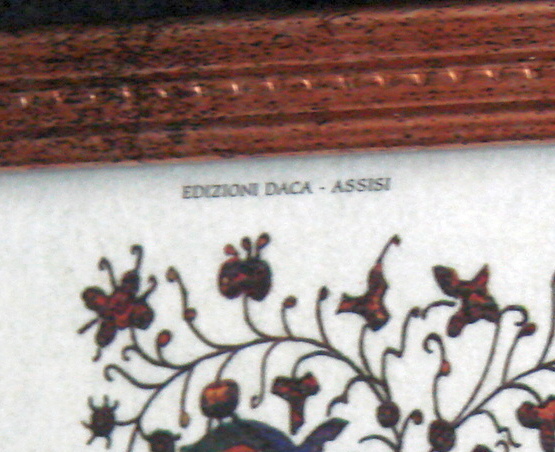 EDIZIONI DACA - ASSISI